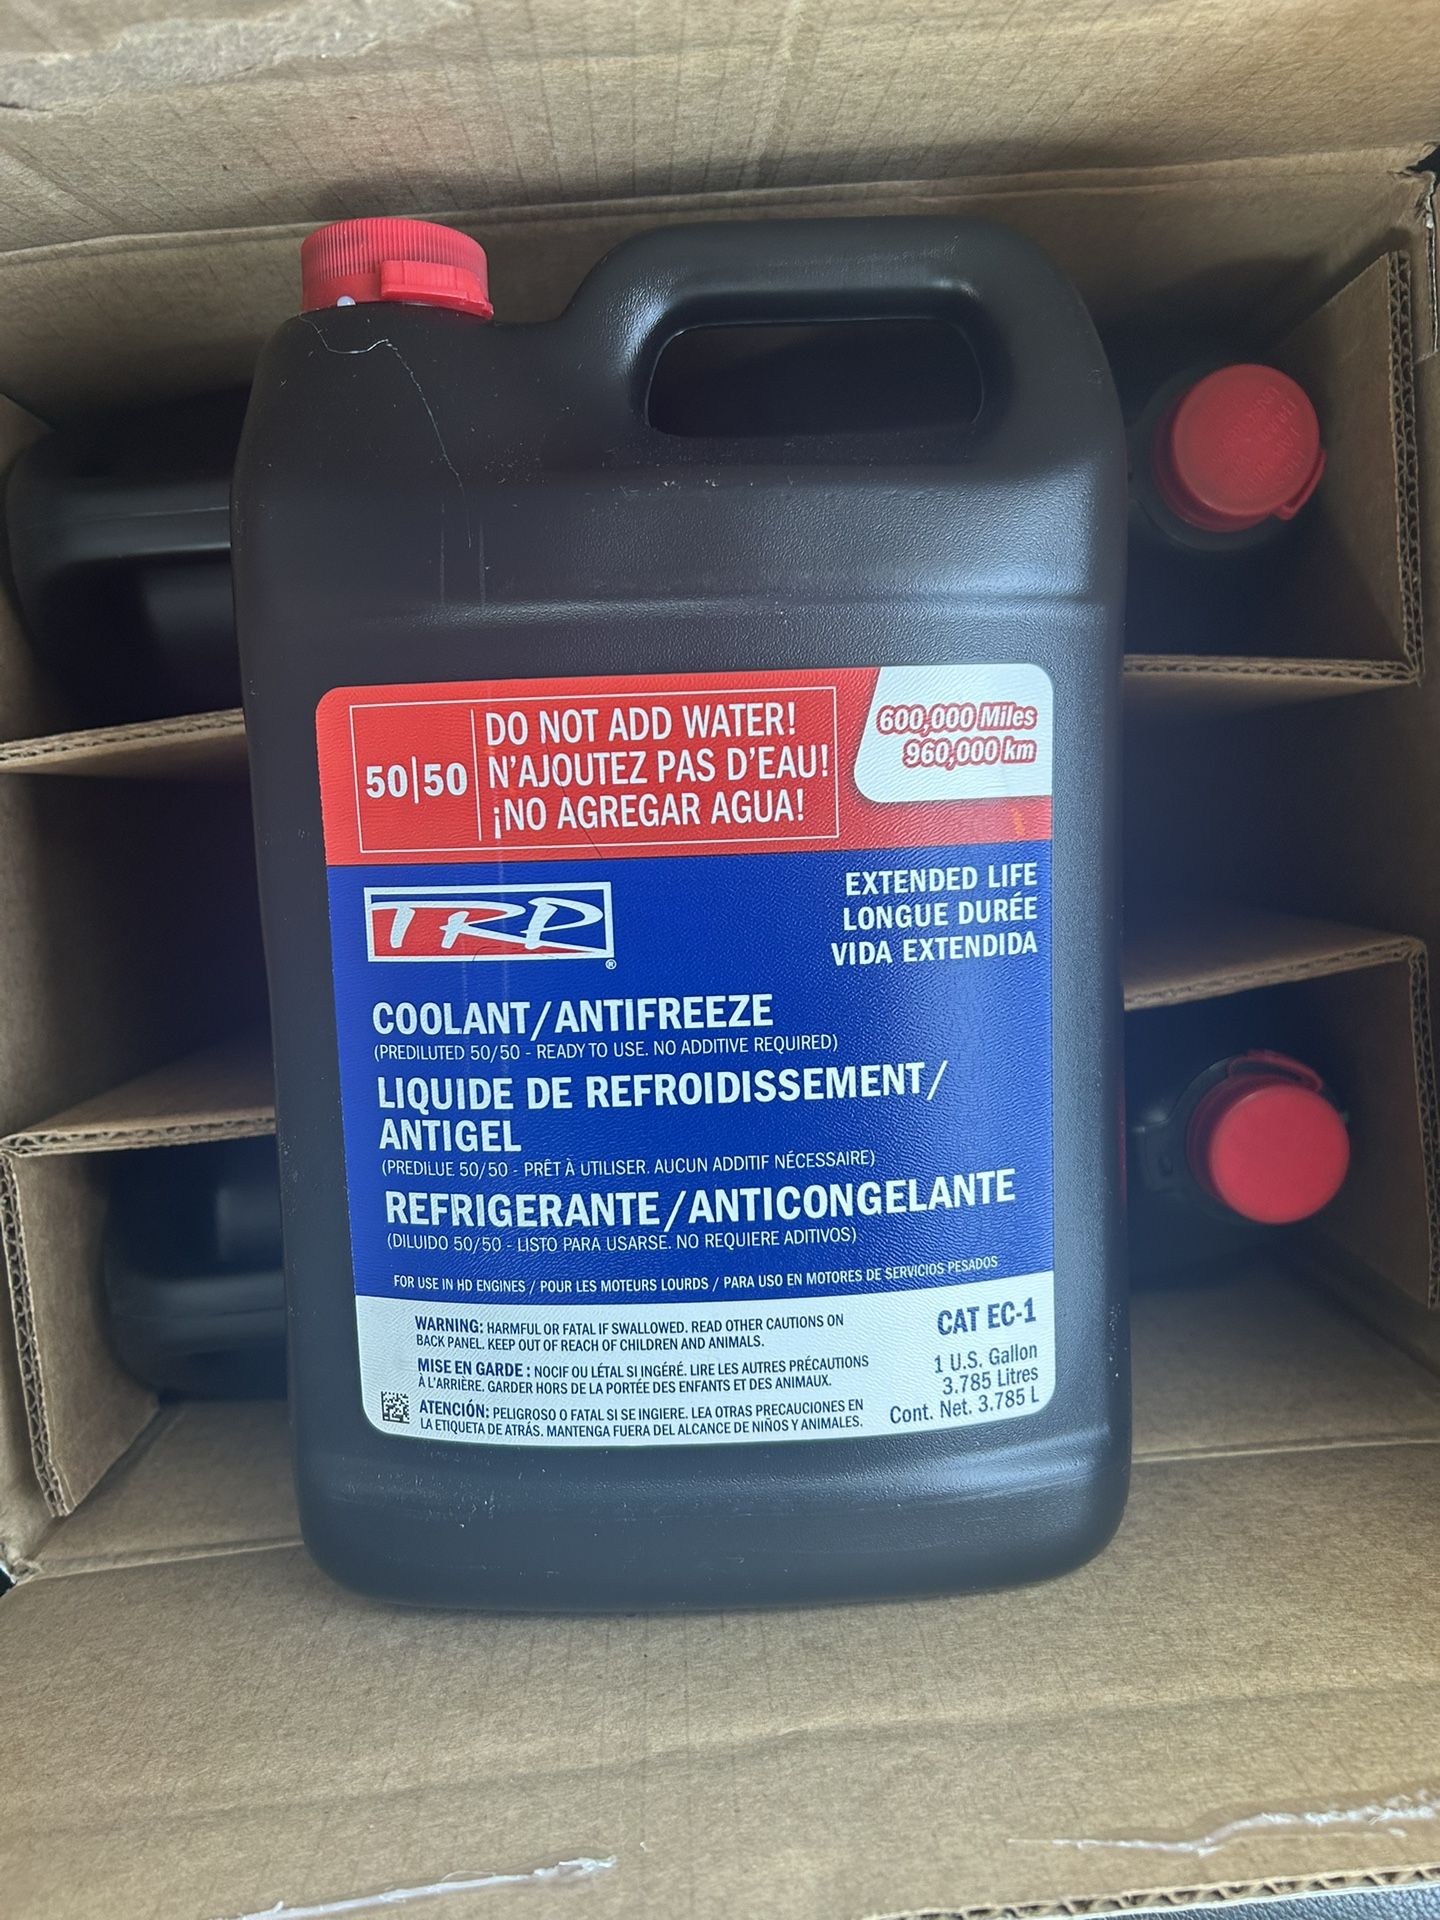 50|50
DO NOT ADD WATER!
N'AJOUTEZ PAS D'EAU!
¡NO AGREGAR AGUA!
600,000 Miles
960,000 km
EXTENDED LIFE
LONGUE DURÉE
VIDA EXTENDIDA
TRP®
COOLANT/ANTIFREEZE
(PREDILUTED 50/50 - READY TO USE. NO ADDITIVE REQUIRED)
LIQUIDE DE REFROIDISSEMENT/
ANTIGEL
(PREDILUE 50/50 - PRÊT À UTILISER. AUCUN ADDITIF NÉCESSAIRE)
REFRIGERANTE/ANTICONGELANTE
(DILUIDO 50/50 - LISTO PARA USARSE. NO REQUIERE ADITIVOS)
FOR USE IN HD ENGINES / POUR LES MOTEURS LOURDS / PARA USO EN MOTORES DE SERVICIOS PESADOS
WARNING: HARMFUL OR FATAL IF SWALLOWED. READ OTHER CAUTIONS ON
BACK PANEL. KEEP OUT OF REACH OF CHILDREN AND ANIMALS.
MISE EN GARDE : NOCIF OU LÉTAL SI INGÉRÉ. LIRE LES AUTRES PRÉCAUTIONS
À L'ARRIÈRE. GARDER HORS DE LA PORTÉE DES ENFANTS ET DES ANIMAUX.
ATENCIÓN: PELIGROSO O FATAL SI SE INGIERE. LEA OTRAS PRECAUCIONES EN
LA ETIQUETA DE ATRÁS. MANTENGA FUERA DEL ALCANCE DE NIÑOS Y ANIMALES.
CAT EC-1
1 U.S. Gallon
3.785 Litres
Cont. Net. 3.785 L